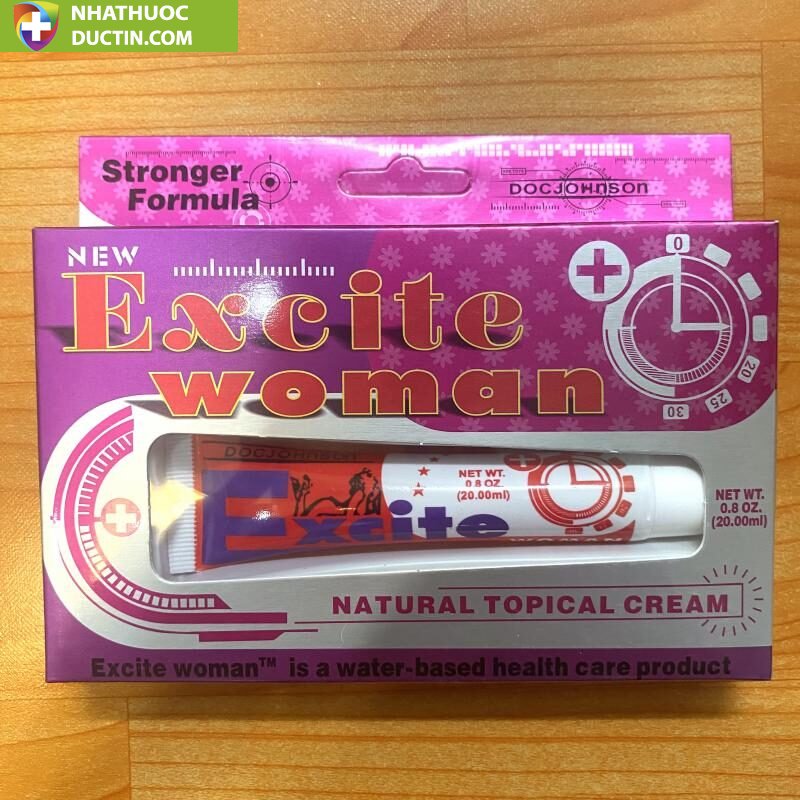 NHATHUOC
DUCTIN.COM
Stronger
Formula
DOCJOHNSON
NEW
Excite
woman
0
20
25
30
DOCJOHNSON
NET WT.
0.8 OZ.
(20.00ml)
Excite
WOMAN
NET WT.
0.8 OZ.
(20.00ml)
NATURAL TOPICAL CREAM
Excite woman™ is a water-based health care product